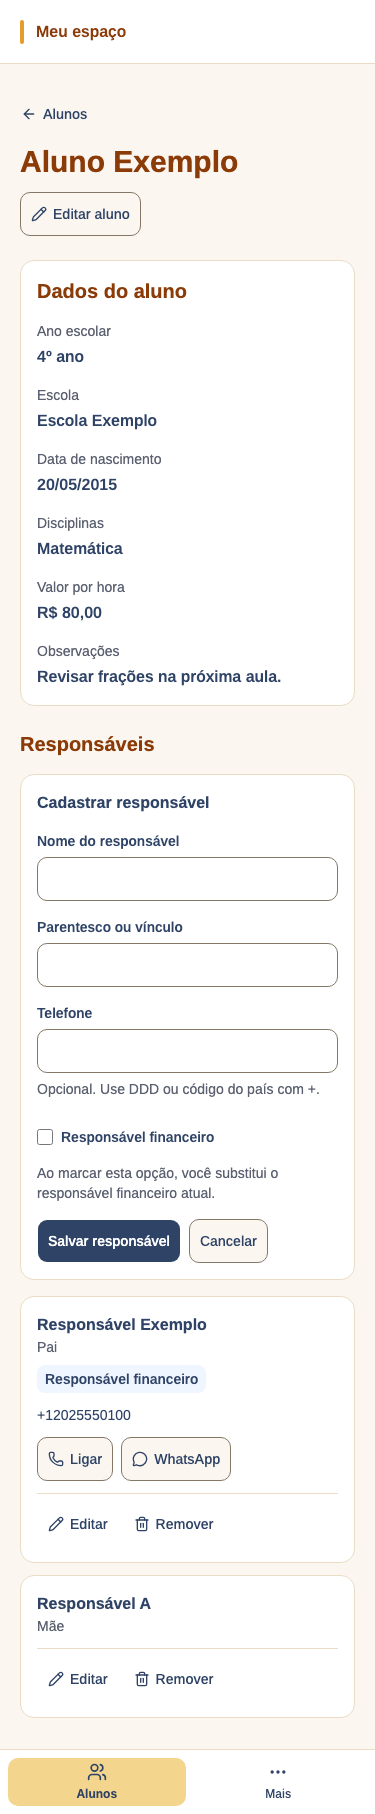 Meu espaço
Alunos
Aluno Exemplo
Editar aluno
Dados do aluno
Ano escolar
4º ano
Escola
Escola Exemplo
Data de nascimento
20/05/2015
Disciplinas
Matemática
Valor por hora
R$ 80,00
Observações
Revisar frações na próxima aula.
Responsáveis
Cadastrar responsável
Nome do responsável
Parentesco ou vínculo
Telefone
Opcional. Use DDD ou código do país com +.
Responsável financeiro
Ao marcar esta opção, você substitui o
responsável financeiro atual.
Salvar responsável Cancelar
Responsável Exemplo
Pai
Responsável financeiro
+12025550100
Ligar WhatsApp
Editar Remover
Responsável A
Mãe
Editar Remover
Alunos Mais